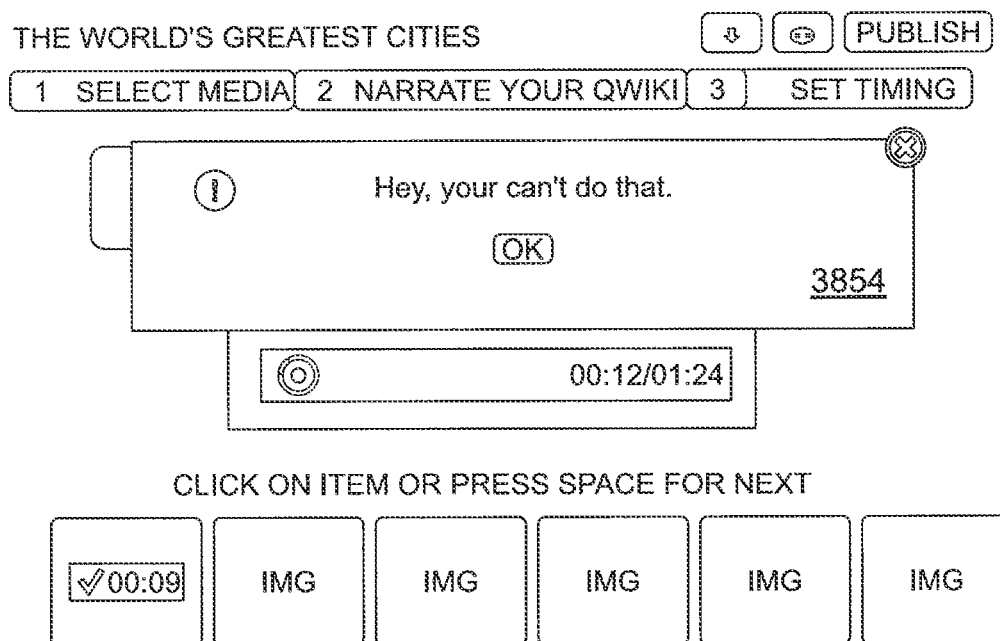 THE WORLD'S GREATEST CITIES PUBLISH
1 SELECT MEDIA 2 NARRATE YOUR QWIKI 3 SET TIMING
Hey, your can't do that.
OK
3854
00:12/01:24
CLICK ON ITEM OR PRESS SPACE FOR NEXT
00:09 IMG IMG IMG IMG IMG